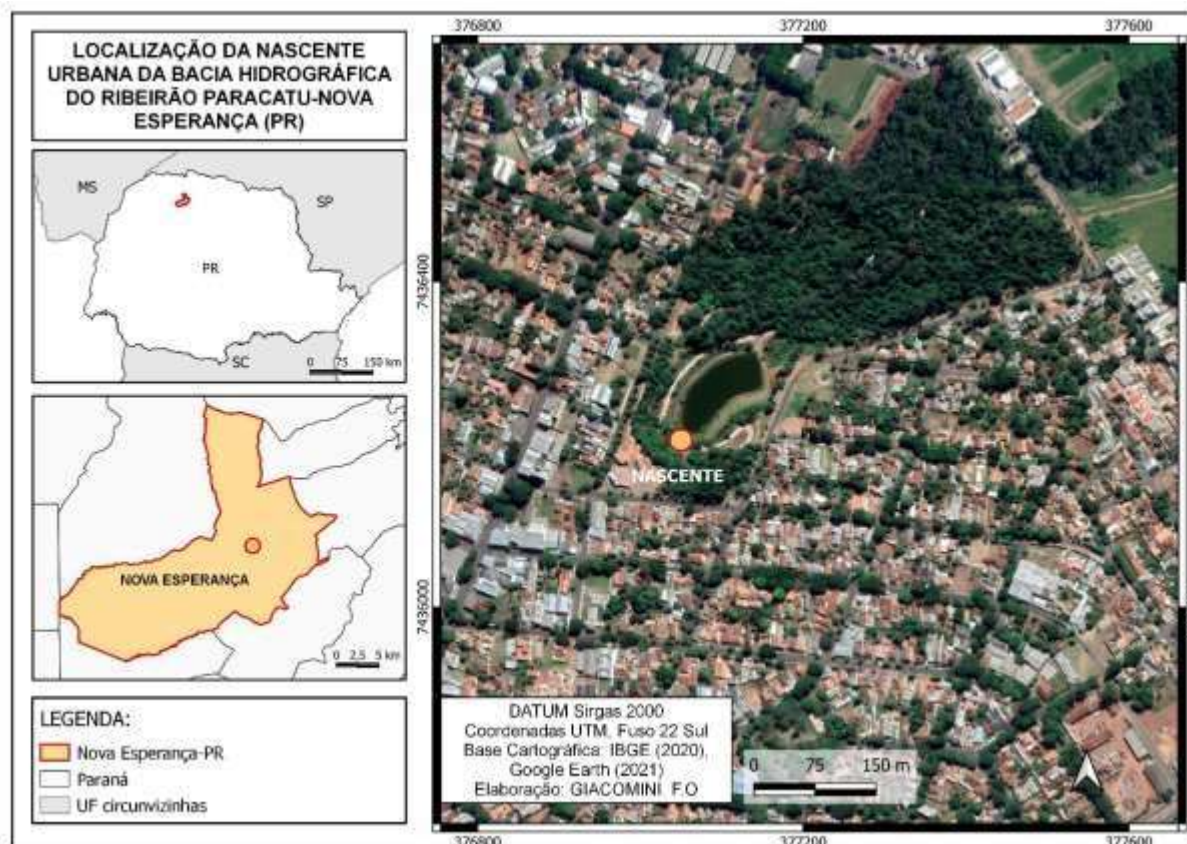 LOCALIZAÇÃO DA NASCENTE
URBANA DA BACIA HIDROGRÁFICA
DO RIBEIRÃO PARACATU-NOVA
ESPERANÇA (PR)
MS
SP
PR
SC
0 75 150 km
NOVA ESPERANÇA
0 2,5 5 km
LEGENDA:
Nova Esperança-PR
Paraná
UF circunvizinhas
376800 377200 377600
7436400
7436000
NASCENTE
DATUM Sirgas 2000
Coordenadas UTM, Fuso 22 Sul
Base Cartográfica: IBGE (2020),
Google Earth (2021)
Elaboração: GIACOMINI F.O
0 75 150 m
376800 377200 377600